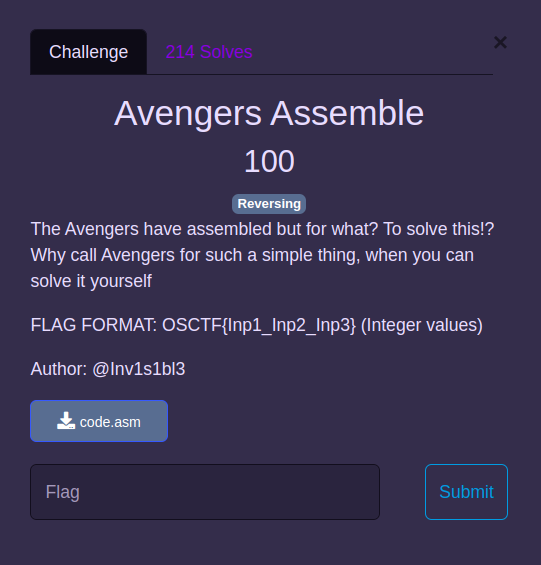 Challenge
214 Solves
×
Avengers Assemble
100
Reversing
The Avengers have assembled but for what? To solve this!?
Why call Avengers for such a simple thing, when you can
solve it yourself
FLAG FORMAT: OSCTF{Inp1_Inp2_Inp3} (Integer values)
Author: @Inv1s1bl3
code.asm
Flag
Submit